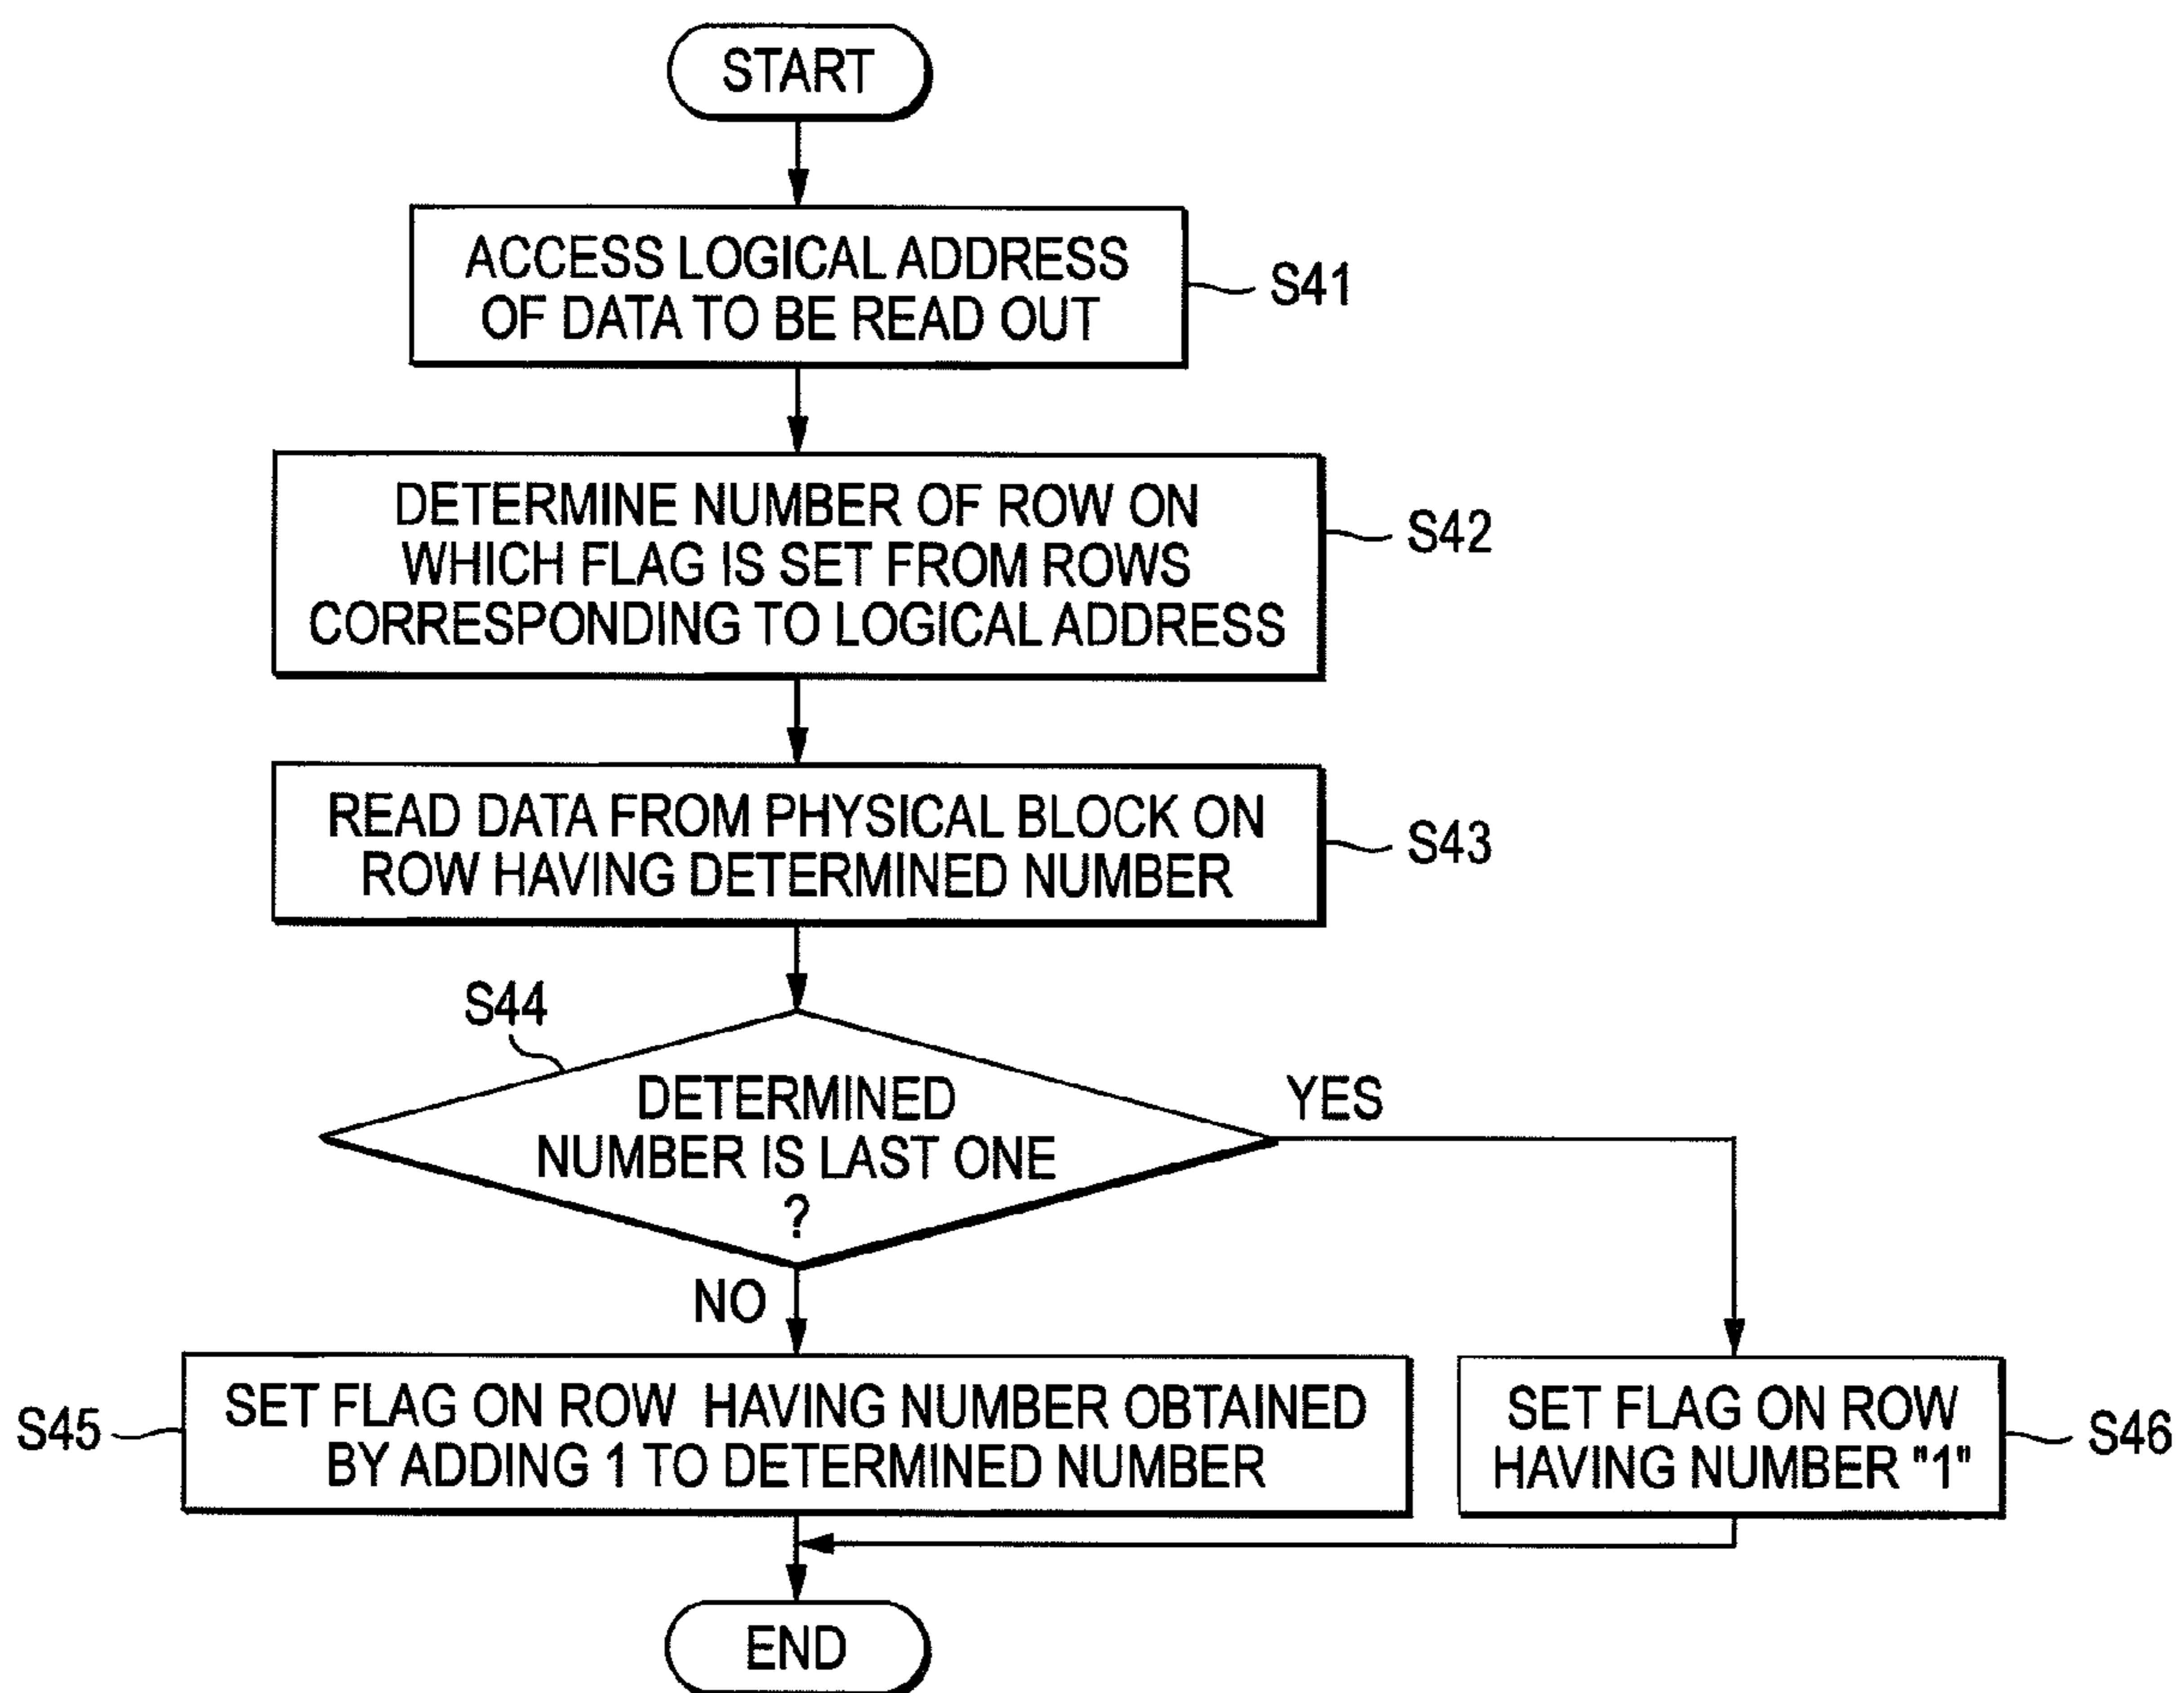 START
ACCESS LOGICAL ADDRESS
OF DATA TO BE READ OUT
S41
DETERMINE NUMBER OF ROW ON
WHICH FLAG IS SET FROM ROWS
CORRESPONDING TO LOGICAL ADDRESS
S42
READ DATA FROM PHYSICAL BLOCK ON
ROW HAVING DETERMINED NUMBER
S43
S44
DETERMINED
NUMBER IS LAST ONE
?
YES
NO
S45
SET FLAG ON ROW HAVING NUMBER OBTAINED
BY ADDING 1 TO DETERMINED NUMBER
SET FLAG ON ROW
HAVING NUMBER "1"
S46
END